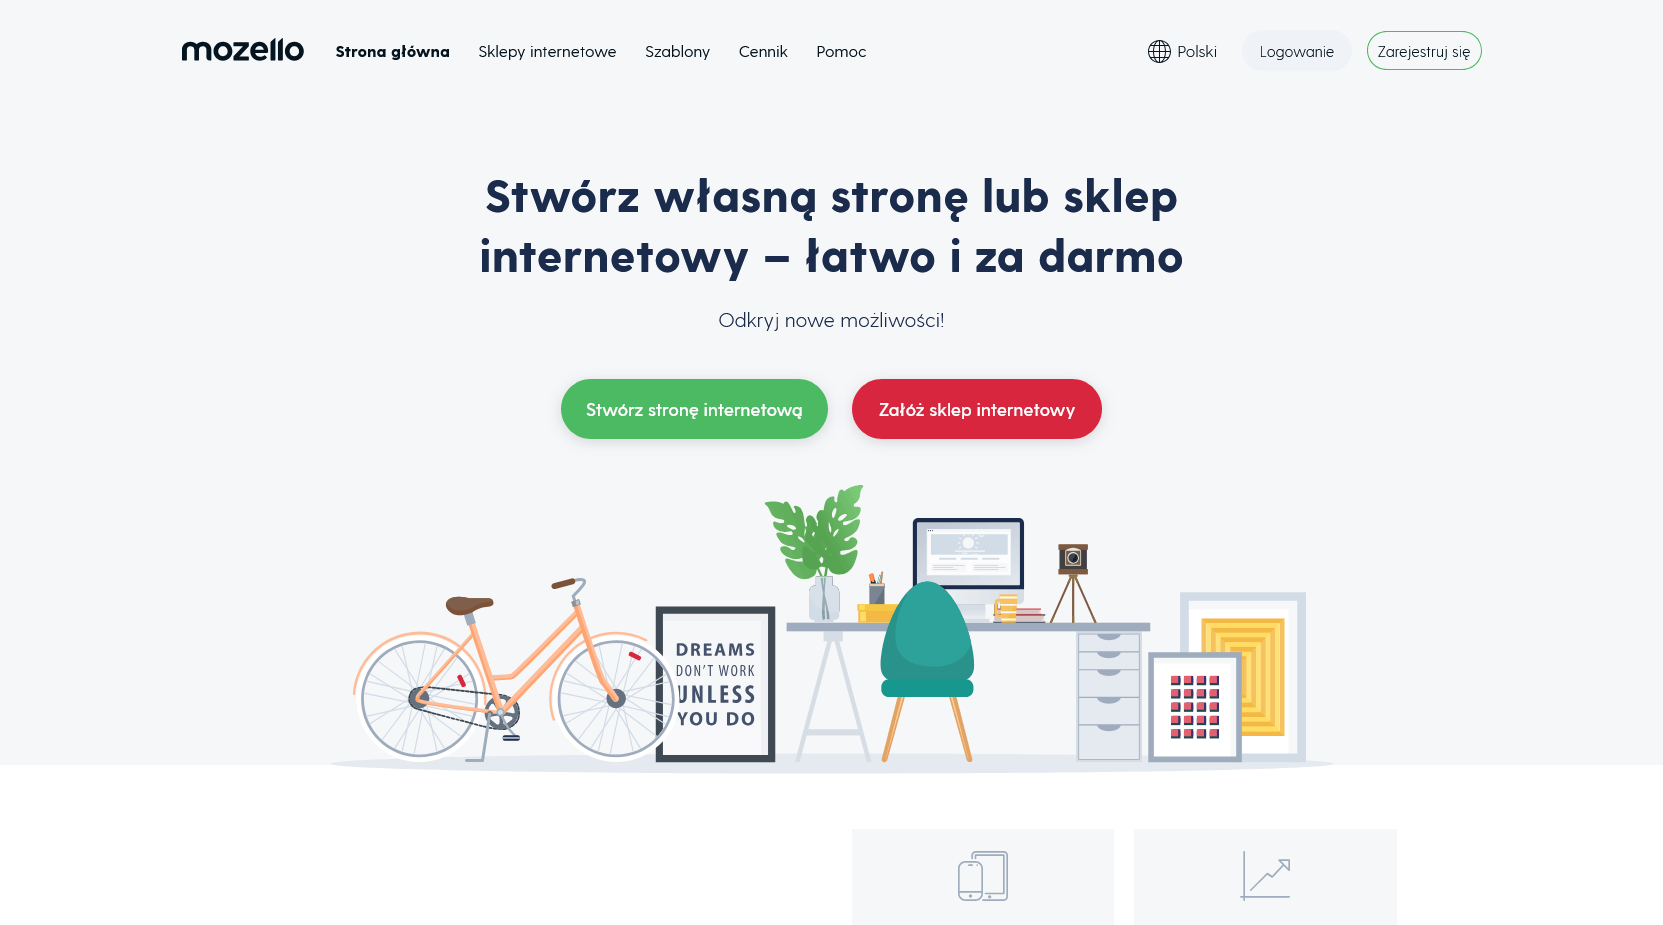 mozello Strona główna Sklepy internetowe Szablony Cennik Pomoc Polski Logowanie Zarejestruj się
Stwórz własną stronę lub sklep
internetowy – łatwo i za darmo
Odkryj nowe możliwości!
Stwórz stronę internetową Załóż sklep internetowy
DREAMS
DON'T WORK
UNLESS
YOU DO